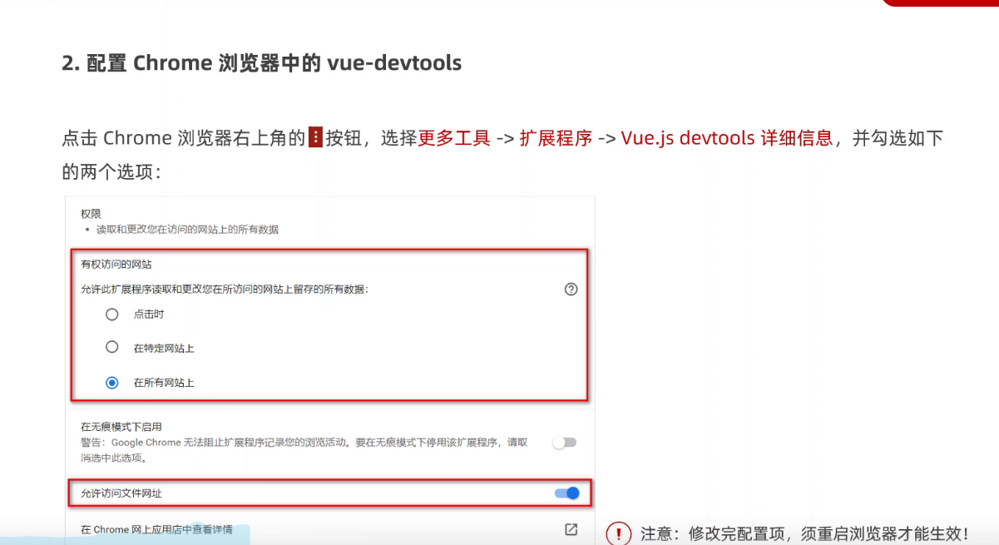 2. 配置 Chrome 浏览器中的 vue-devtools
点击 Chrome 浏览器右上角的 按钮，选择更多工具 -> 扩展程序 -> Vue.js devtools 详细信息，并勾选如下
的两个选项：
权限
• 读取和更改您在访问的网站上的所有数据
有权访问的网站
允许此扩展程序读取和更改您在所访问的网站上留存的所有数据：
点击时
在特定网站上
在所有网站上
在无痕模式下启用
警告：Google Chrome 无法阻止扩展程序记录您的浏览活动。要在无痕模式下停用该扩展程序，请取
消选中此选项。
允许访问文件网址
在 Chrome 网上应用店中查看详情
注意：修改完配置项，须重启浏览器才能生效！